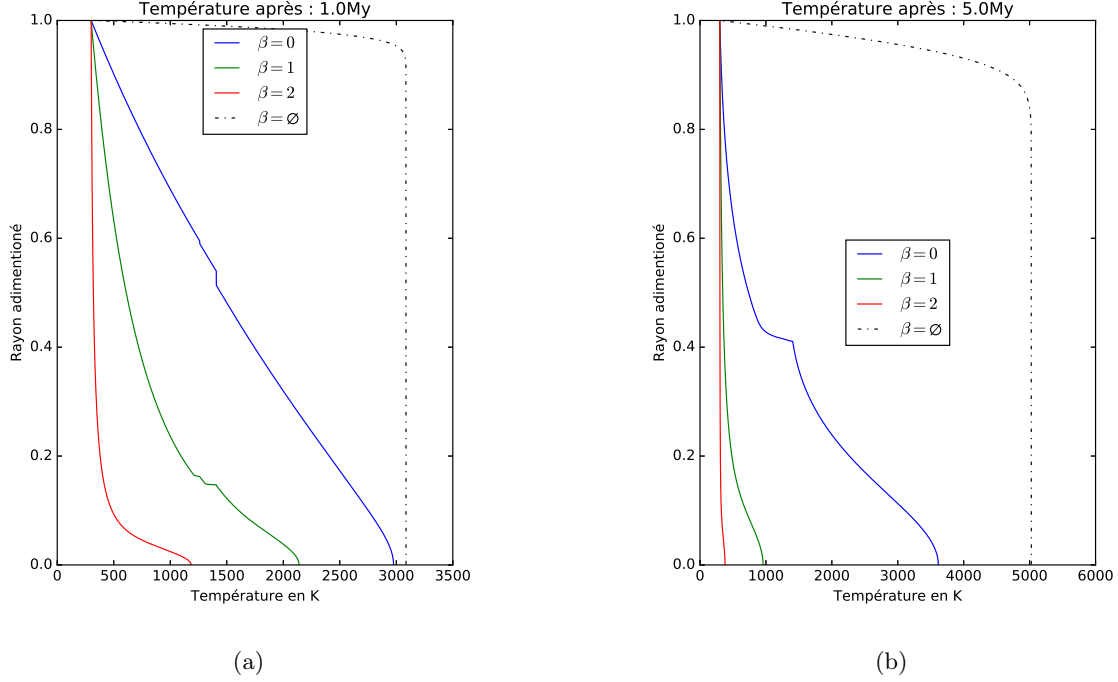 Température après : 1.0My
1.0
0.8
0.6
0.4
0.2
0.0
Rayon adimentioné
β=0
β=1
β=2
β=∅
0 500 1000 1500 2000 2500 3000 3500
Température en K
(a)
Température après : 5.0My
1.0
0.8
0.6
0.4
0.2
0.0
Rayon adimentioné
β=0
β=1
β=2
β=∅
0 1000 2000 3000 4000 5000 6000
Température en K
(b)